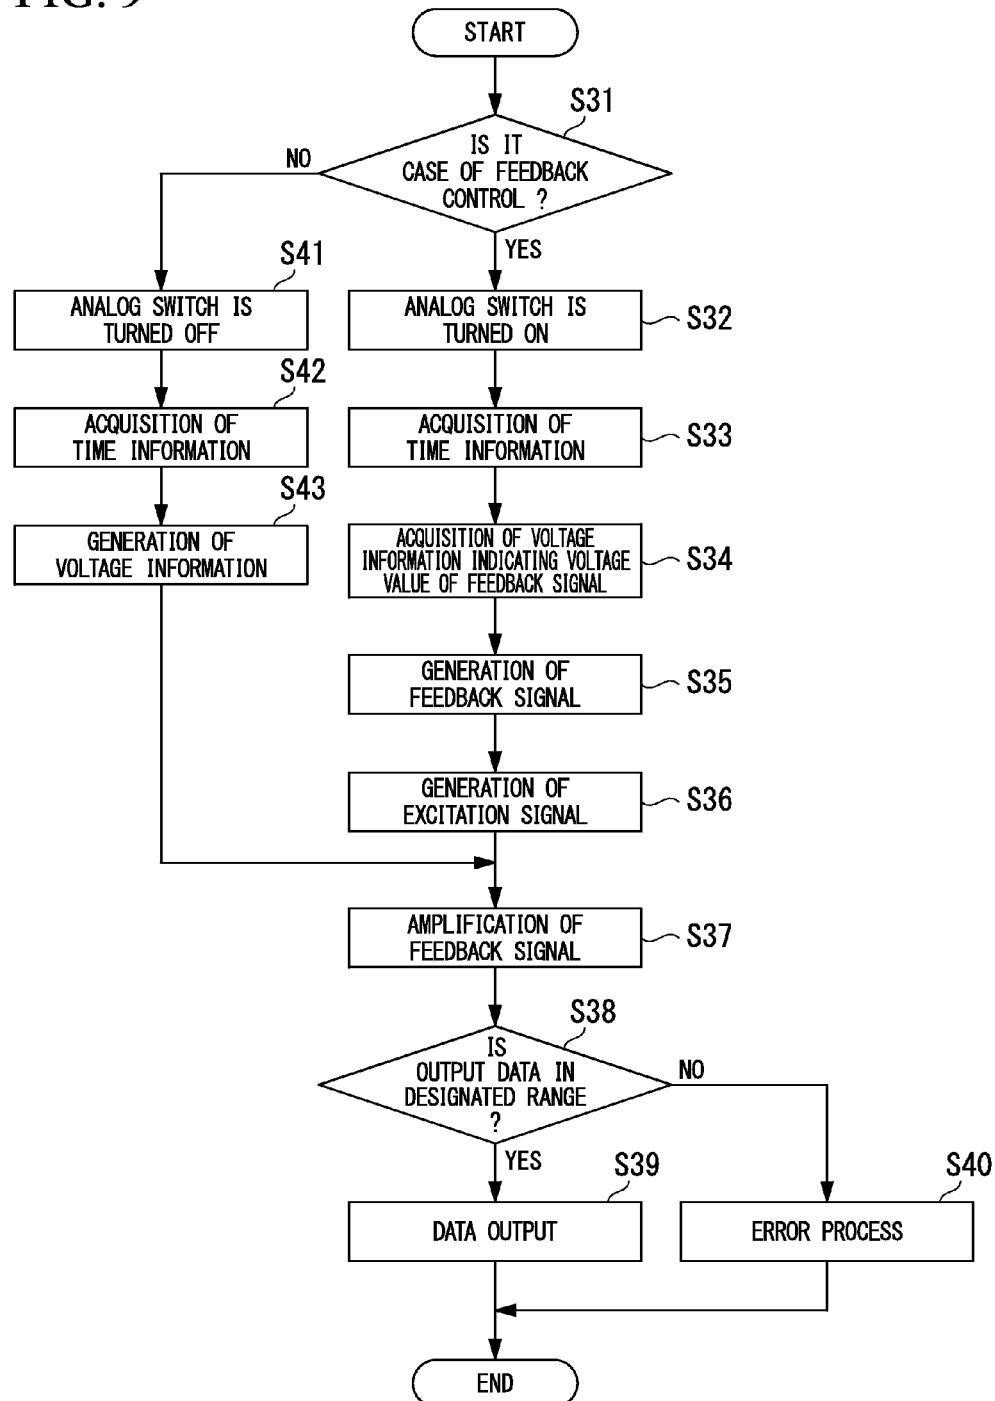 FIG. 9
START
S31
IS IT
CASE OF FEEDBACK
CONTROL ?
NO
YES
S41
ANALOG SWITCH IS
TURNED OFF
ANALOG SWITCH IS
TURNED ON
S32
S42
ACQUISITION OF
TIME INFORMATION
ACQUISITION OF
TIME INFORMATION
S33
S43
GENERATION OF
VOLTAGE INFORMATION
ACQUISITION OF VOLTAGE
INFORMATION INDICATING VOLTAGE
VALUE OF FEEDBACK SIGNAL
S34
GENERATION OF
FEEDBACK SIGNAL
S35
GENERATION OF
EXCITATION SIGNAL
S36
AMPLIFICATION OF
FEEDBACK SIGNAL
S37
S38
IS
OUTPUT DATA IN
DESIGNATED RANGE
?
NO
YES
S39
DATA OUTPUT
S40
ERROR PROCESS
END